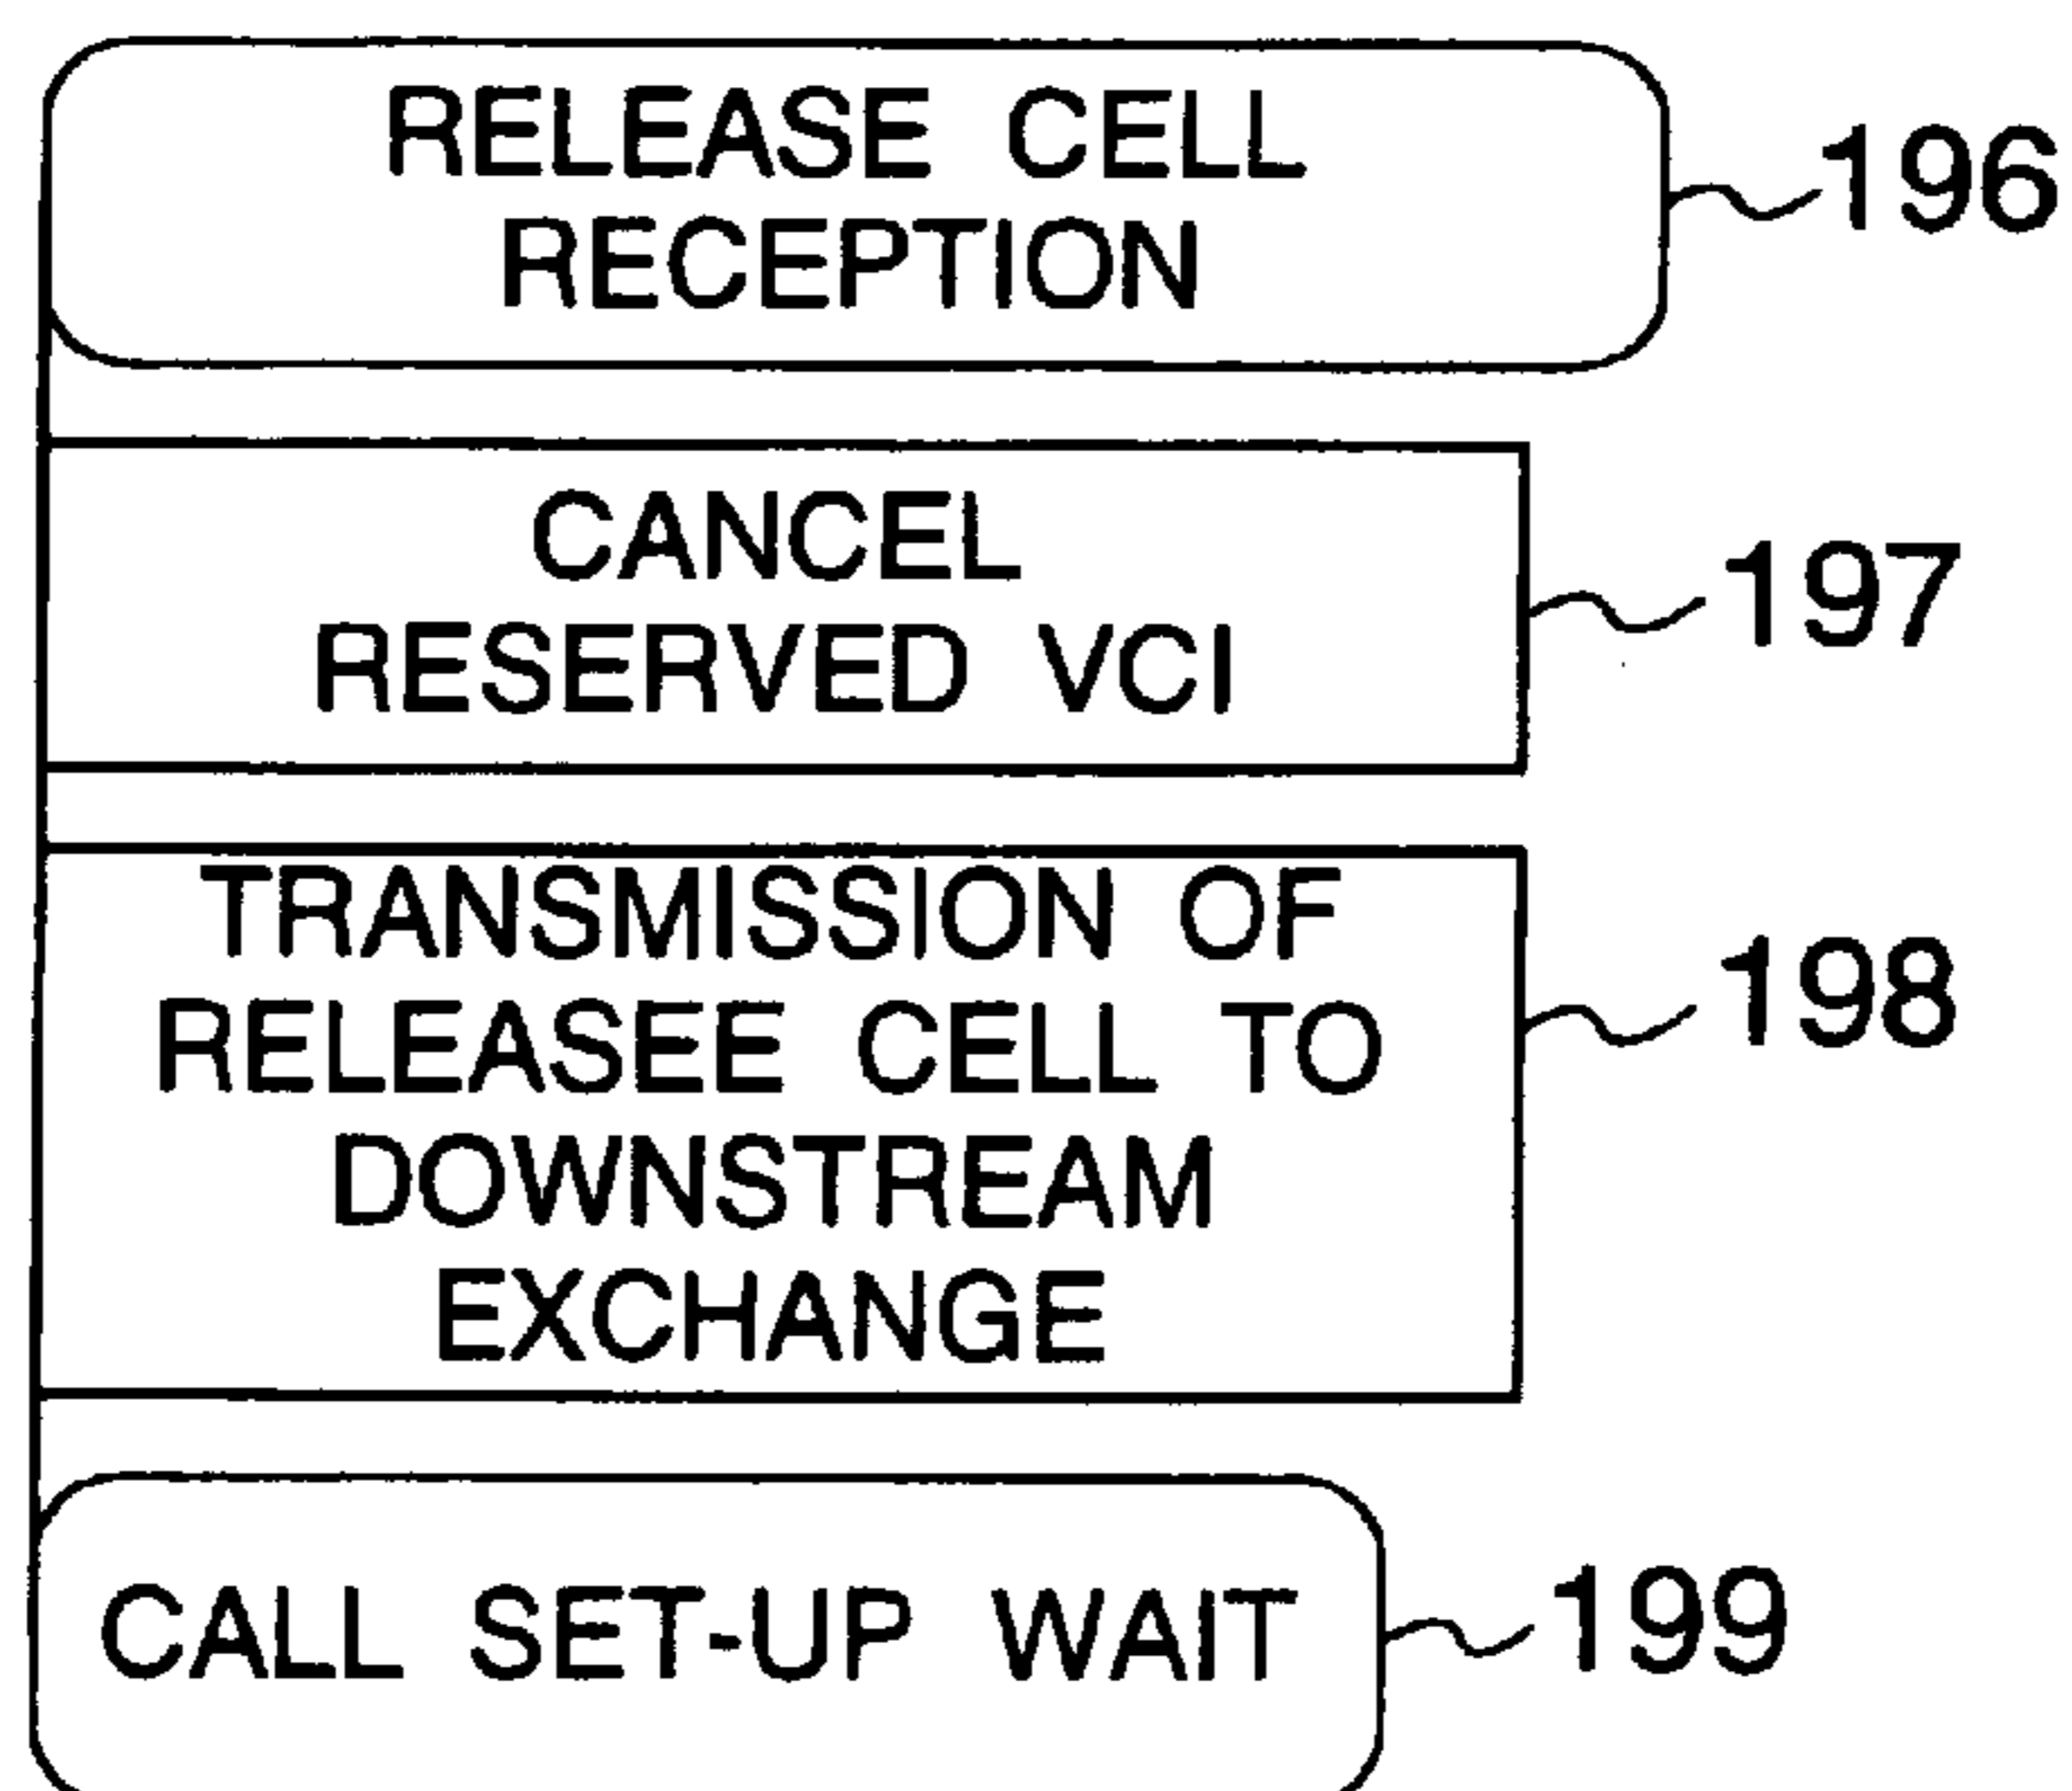 RELEASE CELL
RECEPTION
196
CANCEL
RESERVED VCI
197
TRANSMISSION OF
RELEASEE CELL TO
DOWNSTREAM
EXCHANGE
198
CALL SET-UP WAIT
199